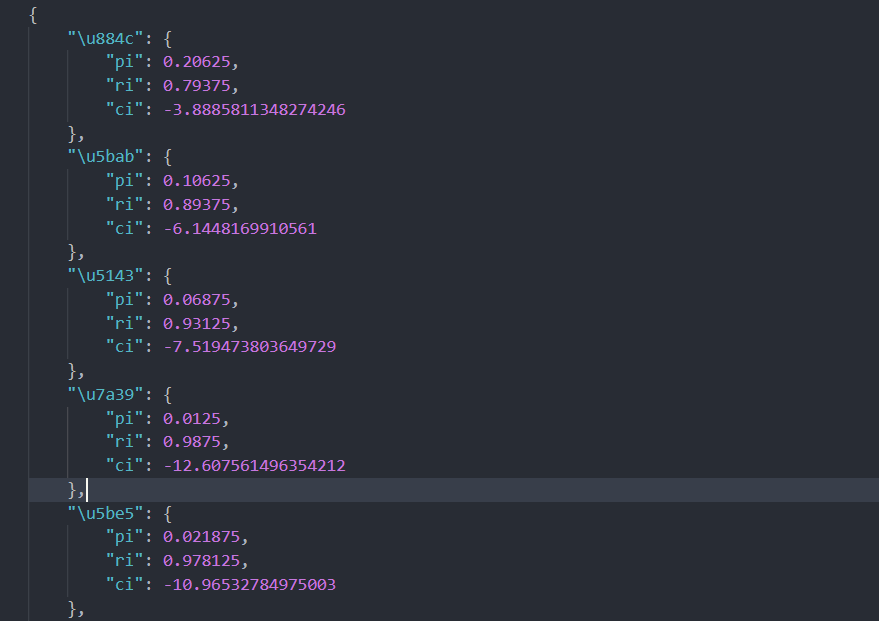 {
"\u884c": {
"pi": 0.20625,
"ri": 0.79375,
"ci": -3.8885811348274246
},
"\u5bab": {
"pi": 0.10625,
"ri": 0.89375,
"ci": -6.1448169910561
},
"\u5143": {
"pi": 0.06875,
"ri": 0.93125,
"ci": -7.519473803649729
},
"\u7a39": {
"pi": 0.0125,
"ri": 0.9875,
"ci": -12.607561496354212
},
"\u5be5": {
"pi": 0.021875,
"ri": 0.978125,
"ci": -10.96532784975003
},